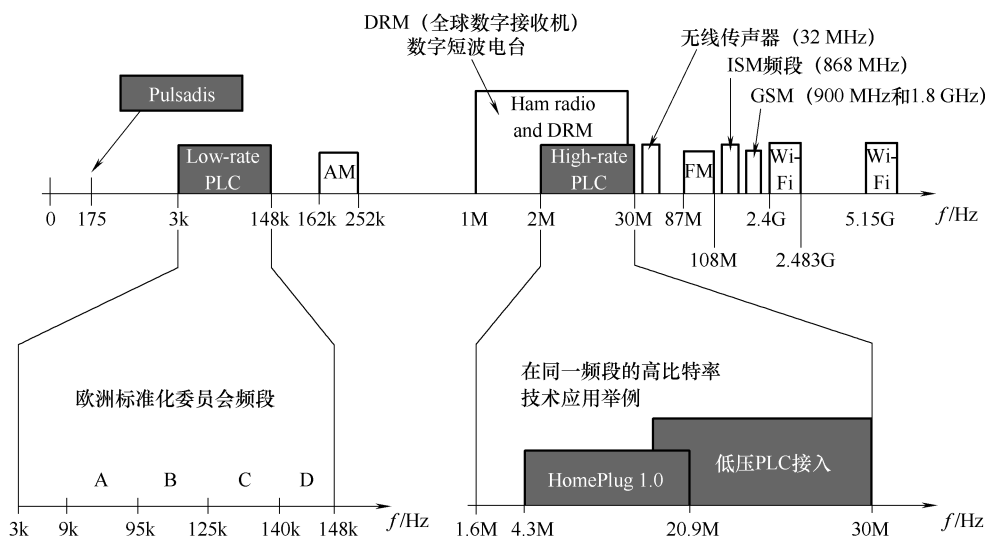 DRM（全球数字接收机）
数字短波电台
无线传声器（32 MHz）
ISM频段（868 MHz）
GSM（900 MHz和1.8 GHz）
Pulsadis
Ham radio
and DRM
Low-rate
PLC
AM
High-rate
PLC
FM
Wi-
Fi
Wi-
Fi
0
175
3k
148k
162k
252k
1M
2M
30M
87M
108M
2.4G
2.483G
5.15G
f/Hz
欧洲标准化委员会频段
A
B
C
D
3k
9k
95k
125k
140k
148k
f/Hz
在同一频段的高比特率
技术应用举例
HomePlug 1.0
低压PLC接入
1.6M
4.3M
20.9M
30M
f/Hz